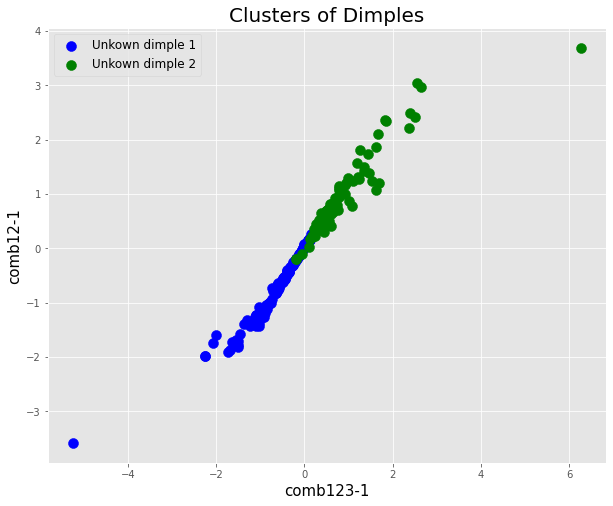 Clusters of Dimples
Unkown dimple 1
Unkown dimple 2
4
3
2
1
0
−1
−2
−3
comb12-1
−4
−2
0
2
4
6
comb123-1